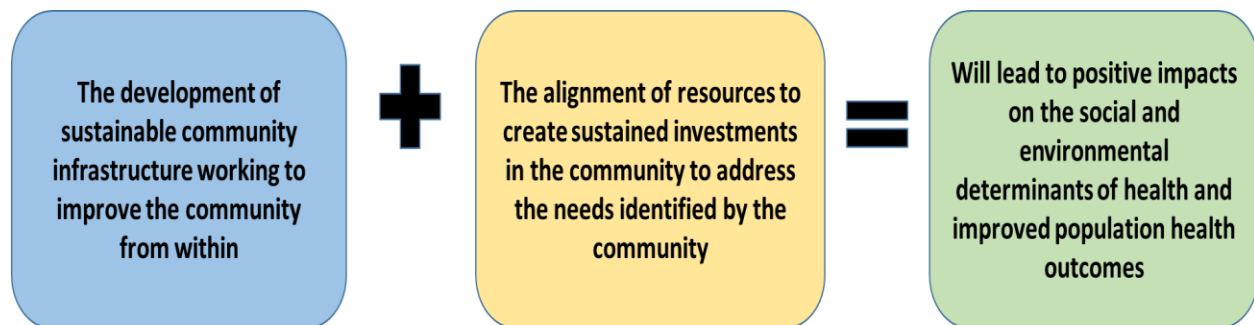 The development of
sustainable community
infrastructure working to
improve the community
from within
The alignment of resources to
create sustained investments
in the community to address
the needs identified by the
community
Will lead to positive impacts
on the social and
environmental
determinants of health and
improved population health
outcomes